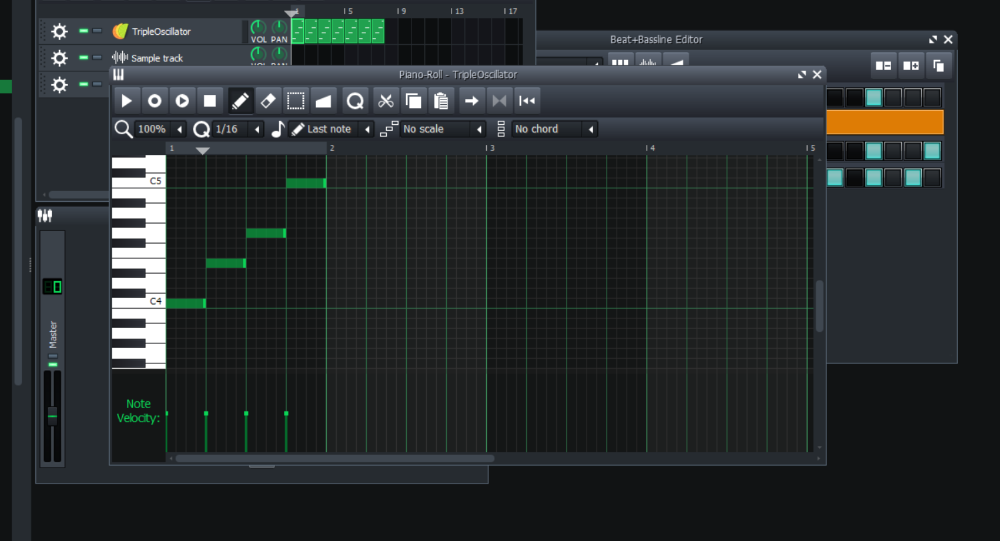 1 5 9 13 17
TripleOscillator
VOL PAN
Sample track
Beat+Bassline Editor
Piano-Roll - TripleOscillator
100% 1/16 Last note No scale No chord
1 2 3 4 5
C5
C4
0
Master
Note
Velocity: